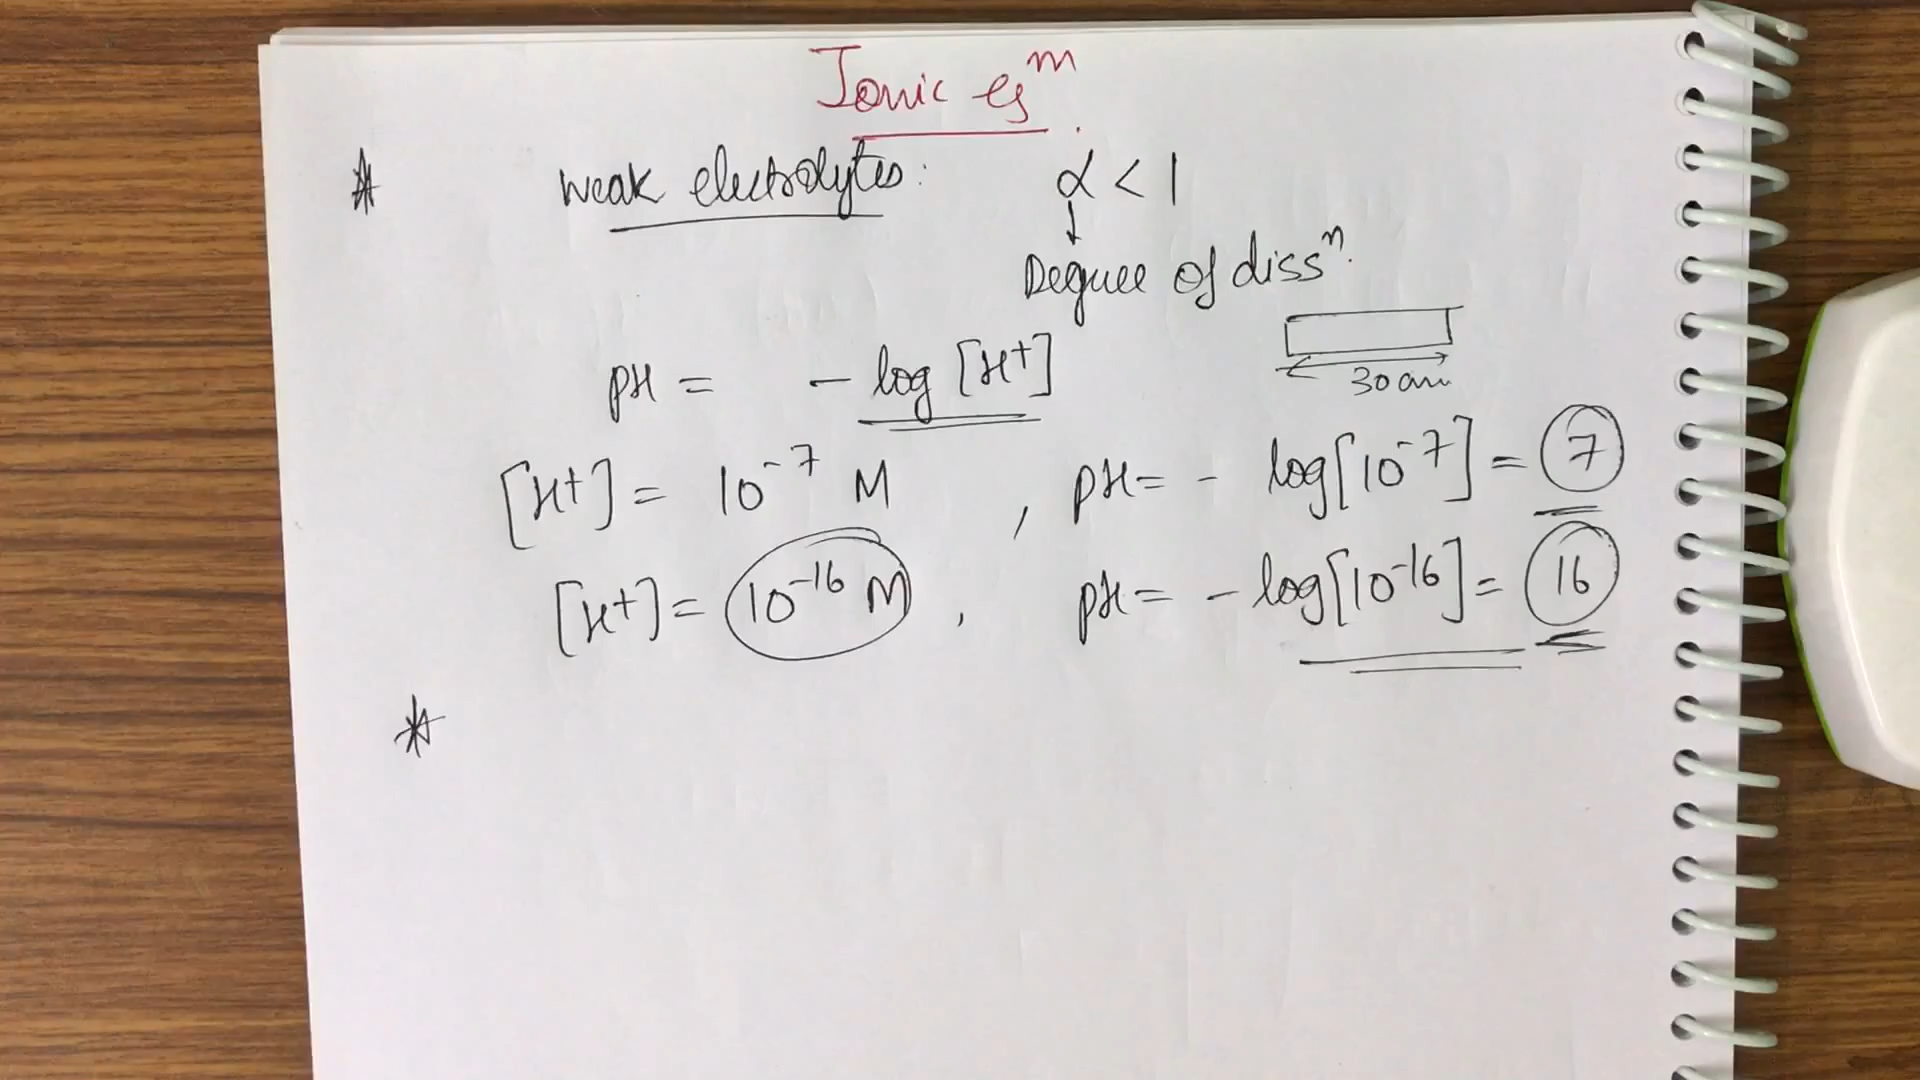 Ionic eqᵐ
* Weak electrolytes: α < 1
↓
Degree of dissⁿ.
pH = - log [H+]
30 cm
[H+] = 10⁻⁷ M , pH = - log[10⁻⁷] = 7
[H+] = 10⁻¹⁶ M , pH = - log[10⁻¹⁶] = 16
*